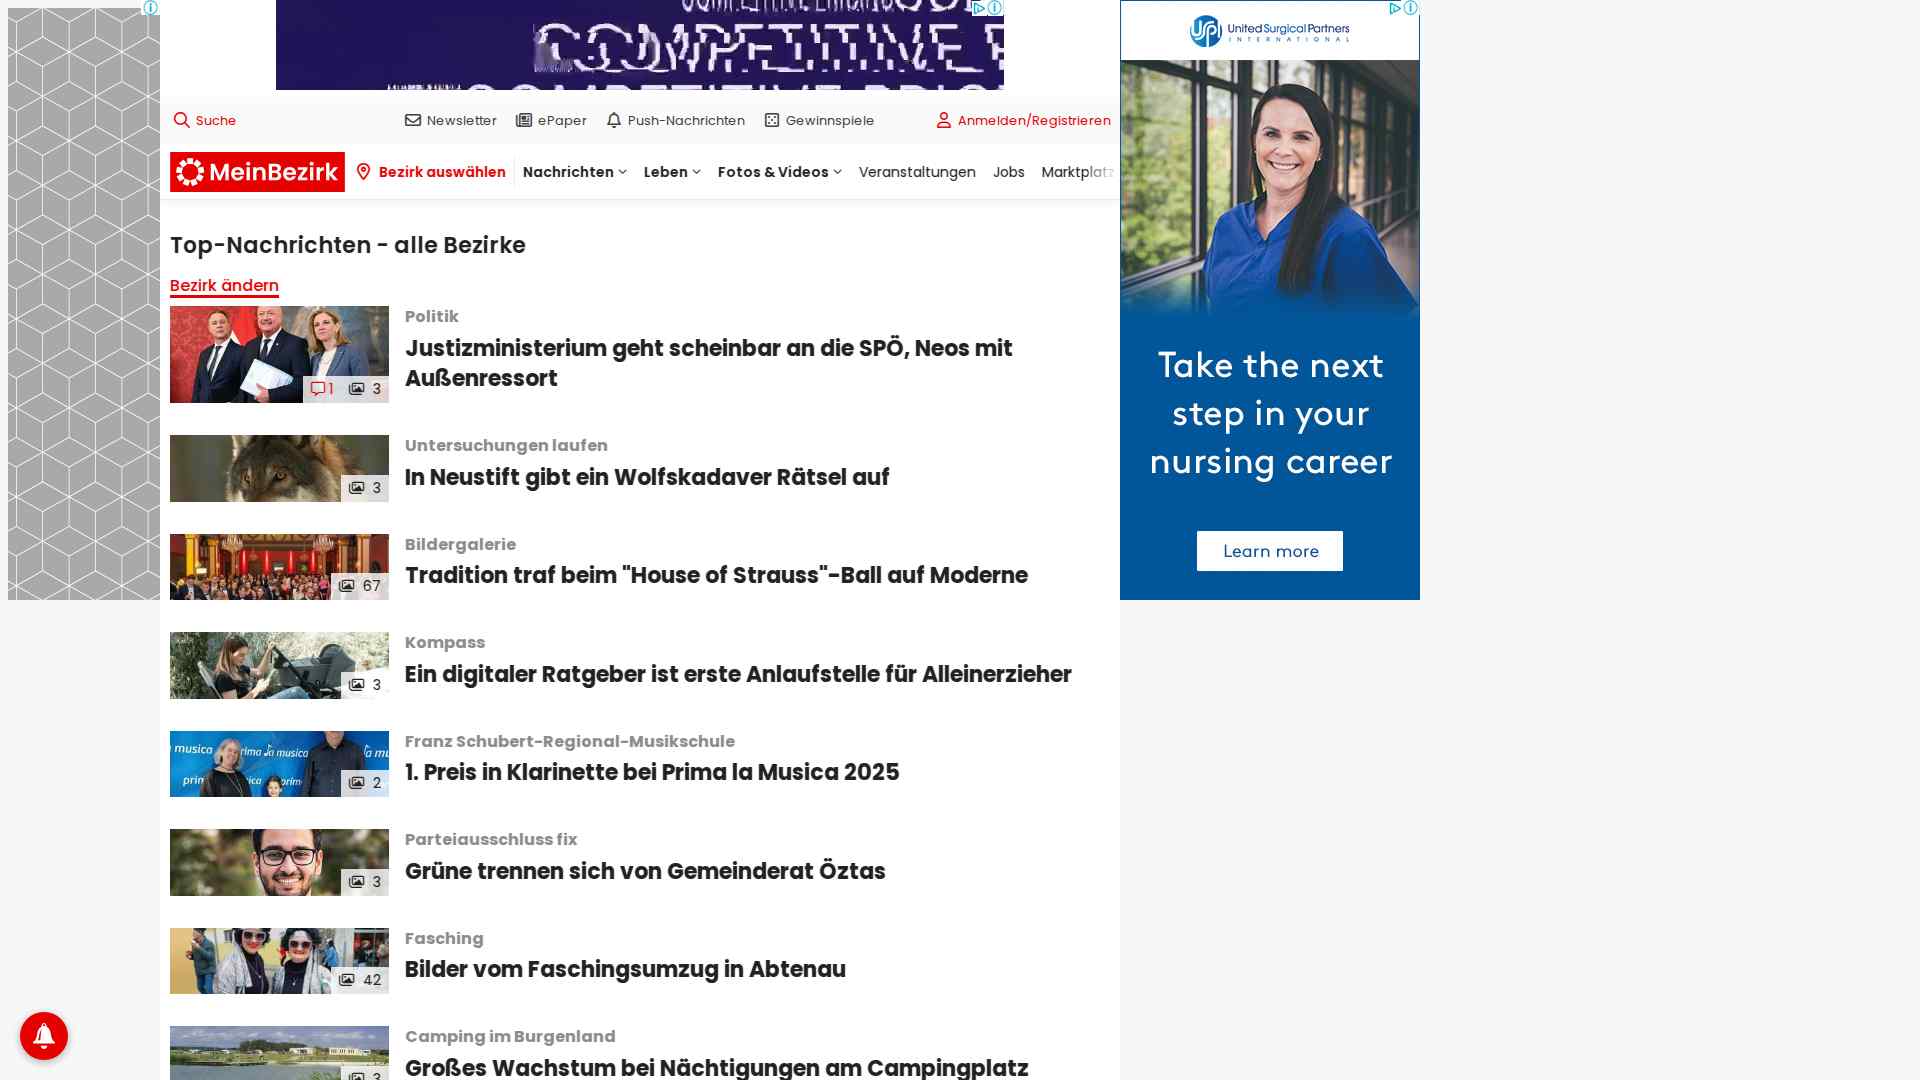 COMPETITIVE
United Surgical Partners
INTERNATIONAL
Suche
Newsletter
ePaper
Push-Nachrichten
Gewinnspiele
Anmelden/Registrieren
MeinBezirk
Bezirk auswählen
Nachrichten
Leben
Fotos & Videos
Veranstaltungen
Jobs
Marktplatz
Top-Nachrichten - alle Bezirke
Bezirk ändern
1
3
Politik
Justizministerium geht scheinbar an die SPÖ, Neos mit
Außenressort
3
Untersuchungen laufen
In Neustift gibt ein Wolfskadaver Rätsel auf
67
Bildergalerie
Tradition traf beim "House of Strauss"-Ball auf Moderne
3
Kompass
Ein digitaler Ratgeber ist erste Anlaufstelle für Alleinerzieher
la musica
2
Franz Schubert-Regional-Musikschule
1. Preis in Klarinette bei Prima la Musica 2025
3
Parteiausschluss fix
Grüne trennen sich von Gemeinderat Öztas
42
Fasching
Bilder vom Faschingsumzug in Abtenau
3
Camping im Burgenland
Großes Wachstum bei Nächtigungen am Campingplatz
Take the next
step in your
nursing career
Learn more